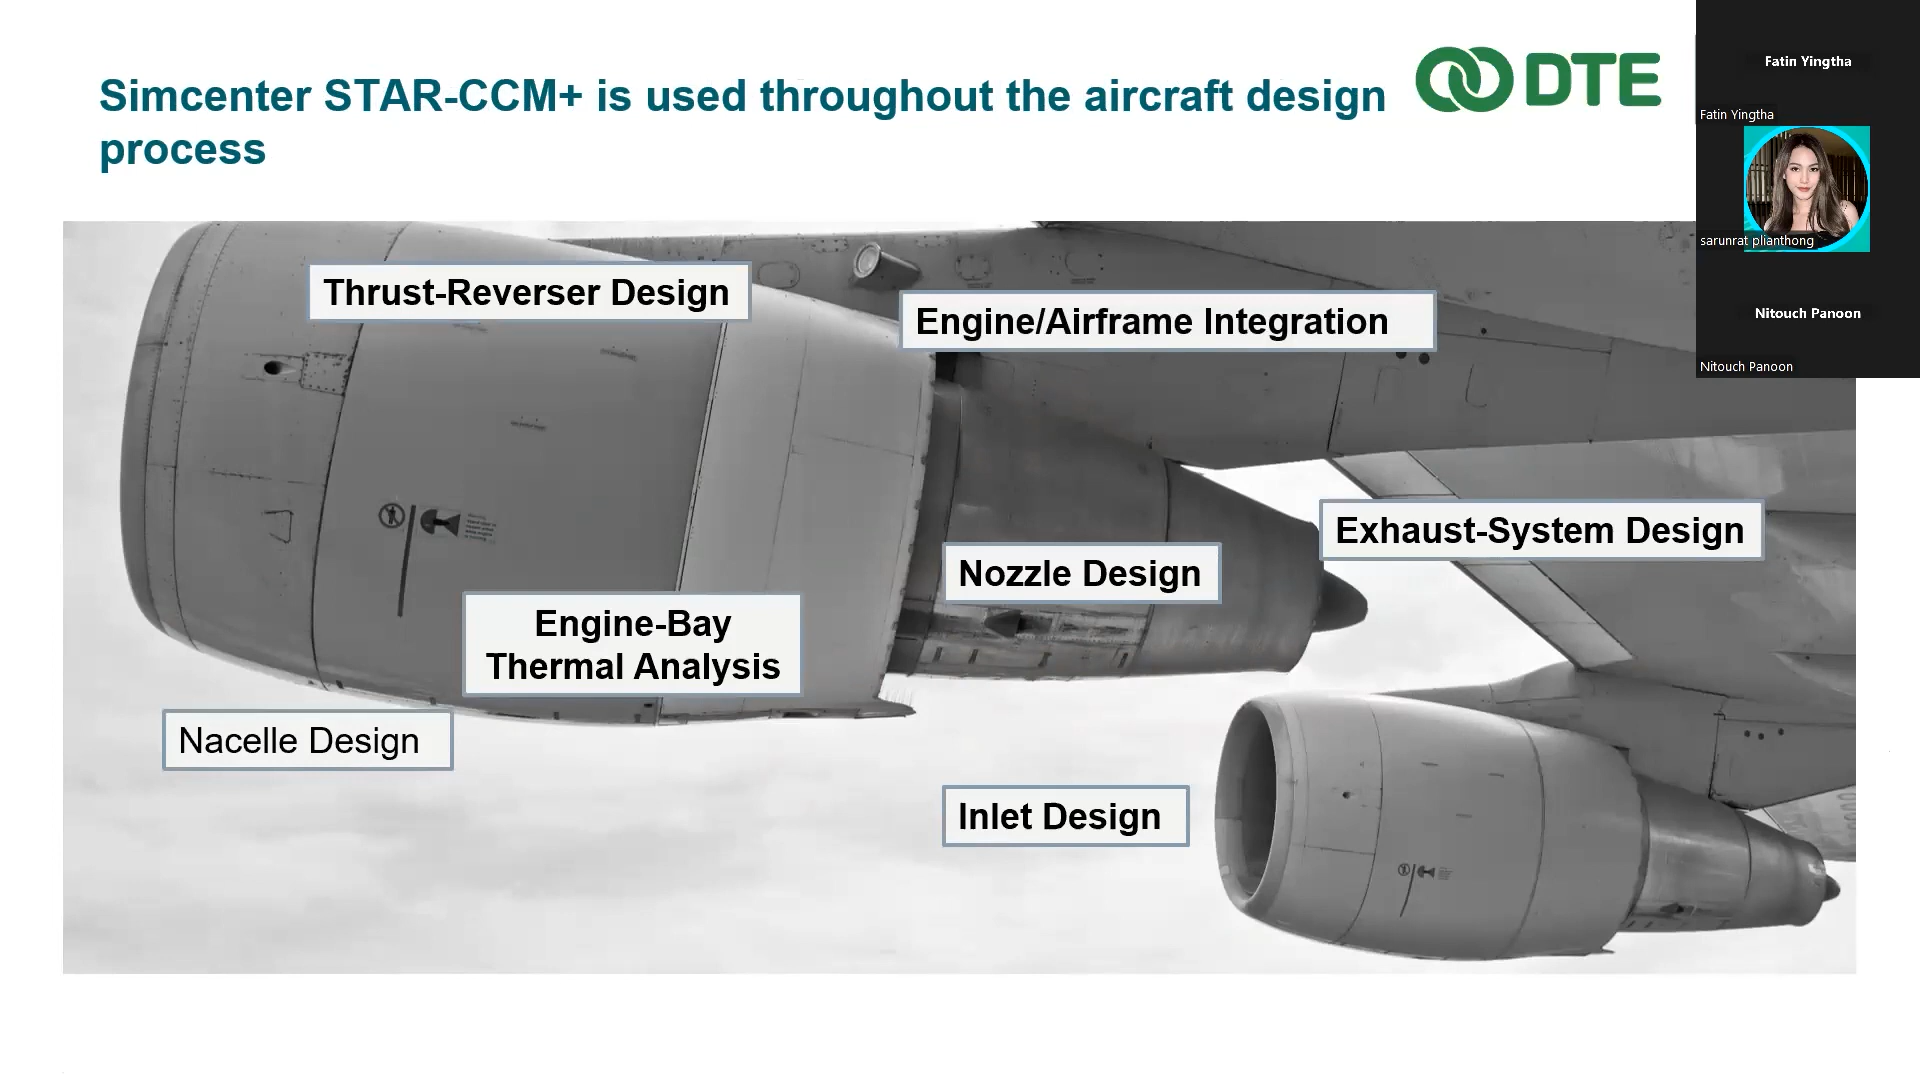 Simcenter STAR-CCM+ is used throughout the aircraft design
process
DTE
Fatin Yingtha
Fatin Yingtha
sarunrat plianthong
Nitouch Panoon
Nitouch Panoon
Thrust-Reverser Design
Engine/Airframe Integration
Exhaust-System Design
Nozzle Design
Engine-Bay
Thermal Analysis
Nacelle Design
Inlet Design